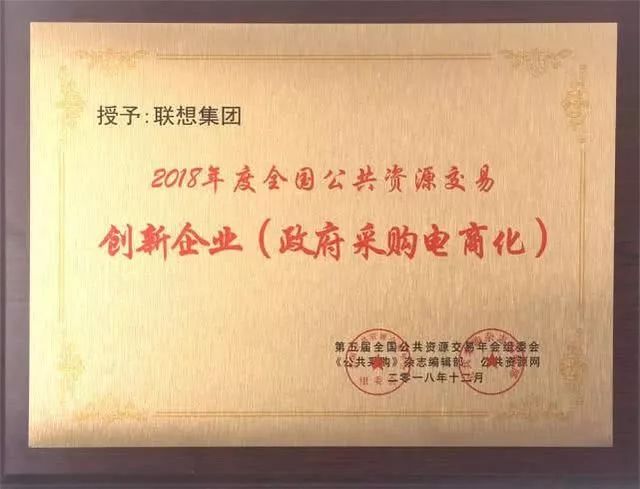 授予:联想集团
2018年度全国公共资源交易
创新企业(政府采购电商化)
第五届全国公共资源交易年会组委会
《公共采购》杂志编辑部 公共资源网
二零一八年十二月